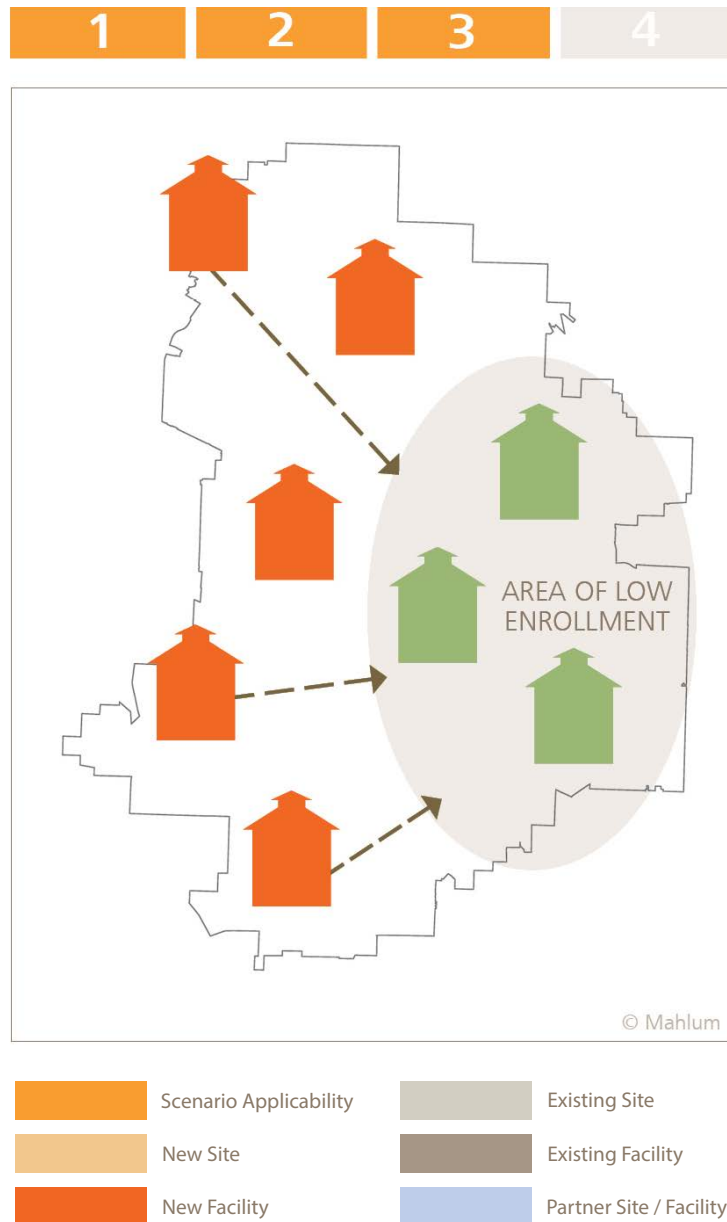 1 2 3 4
AREA OF LOW
ENROLLMENT
© Mahlum
Scenario Applicability
Existing Site
New Site
Existing Facility
New Facility
Partner Site / Facility